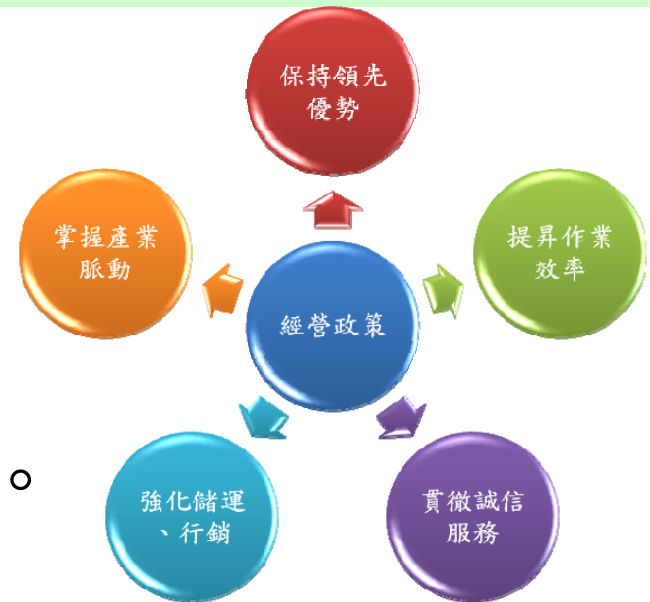 保持領先
優勢
掌握產業
脈動
提昇作業
效率
經營政策
強化儲運
、行銷
貫徹誠信
服務
。